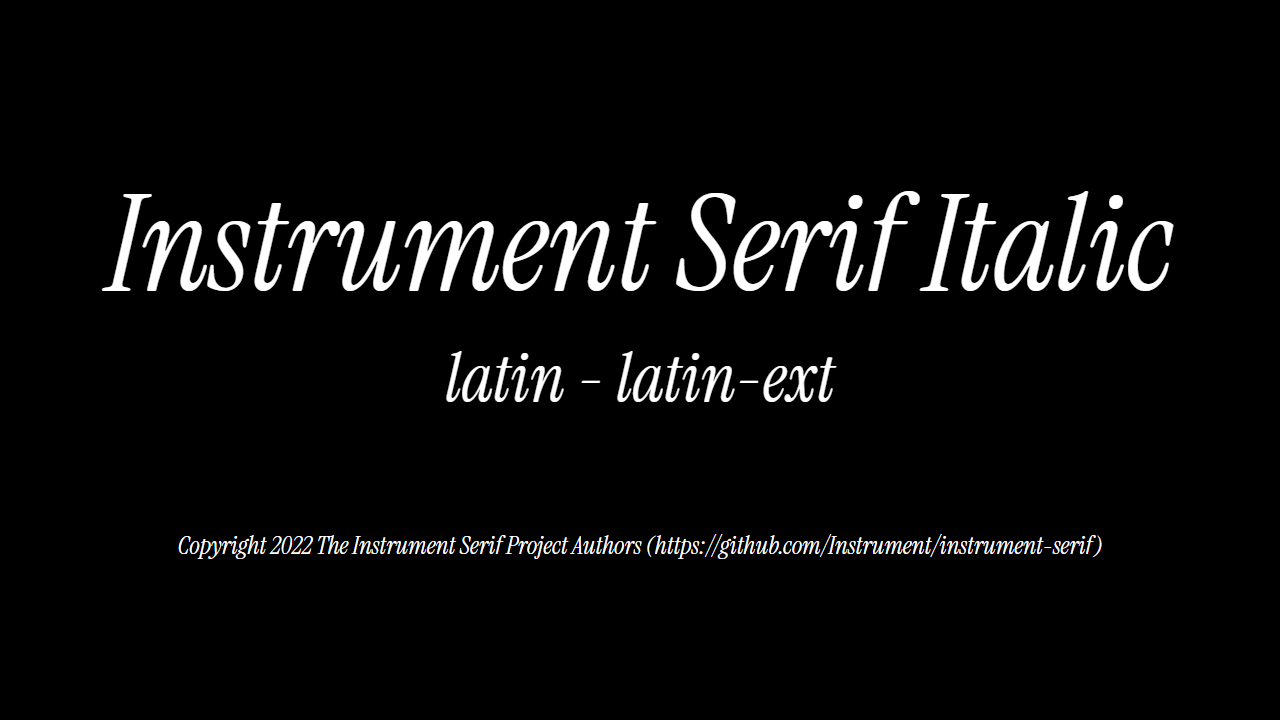 Instrument Serif Italic
latin - latin-ext
Copyright 2022 The Instrument Serif Project Authors (https://github.com/Instrument/instrument-serif)